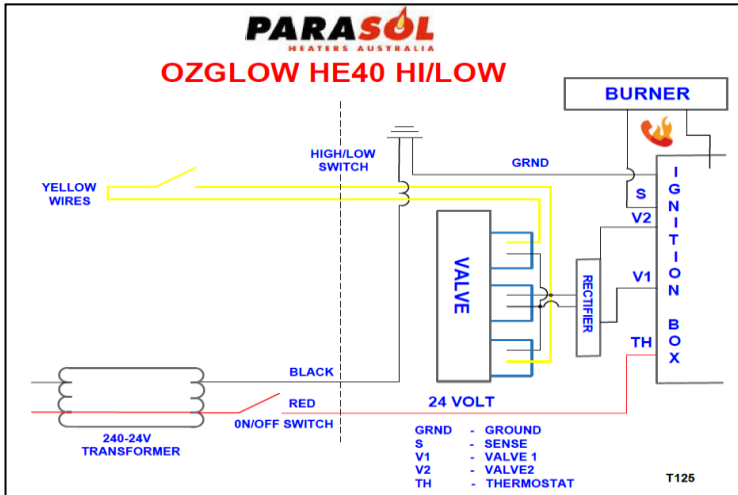 PARASOL
HEATERS AUSTRALIA
OZGLOW HE40 HI/LOW
BURNER
HIGH/LOW
SWITCH
GRND
YELLOW
WIRES
S
V2
V1
TH
IGNITION BOX
VALVE
RECTIFIER
BLACK
RED
0N/OFF SWITCH
24 VOLT
240-24V
TRANSFORMER
GRND - GROUND
S - SENSE
V1 - VALVE 1
V2 - VALVE2
TH - THERMOSTAT
T125